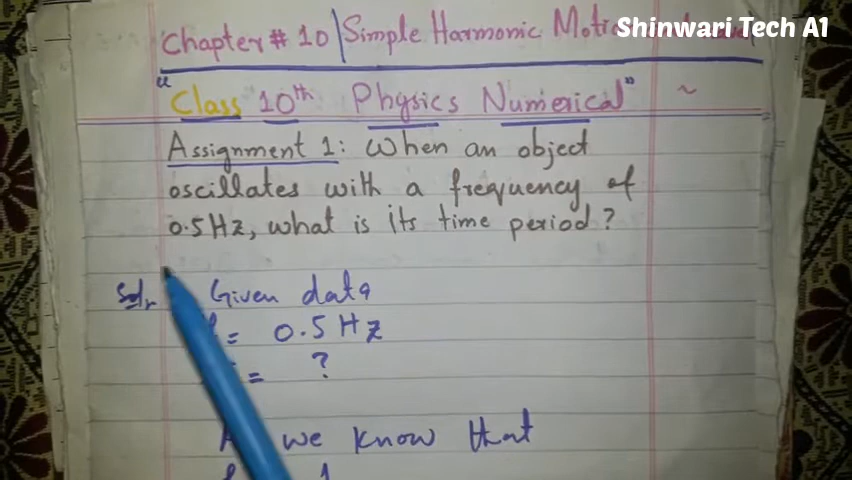 Shinwari Tech A1
Chapter # 10 | Simple Harmonic
"Class 10th Physics Numerical" ~
Assignment 1: When an object
oscillates with a frequency of
0.5Hz, what is its time period?
Sol, Given data
= 0.5 Hz
= ?
we know that
1